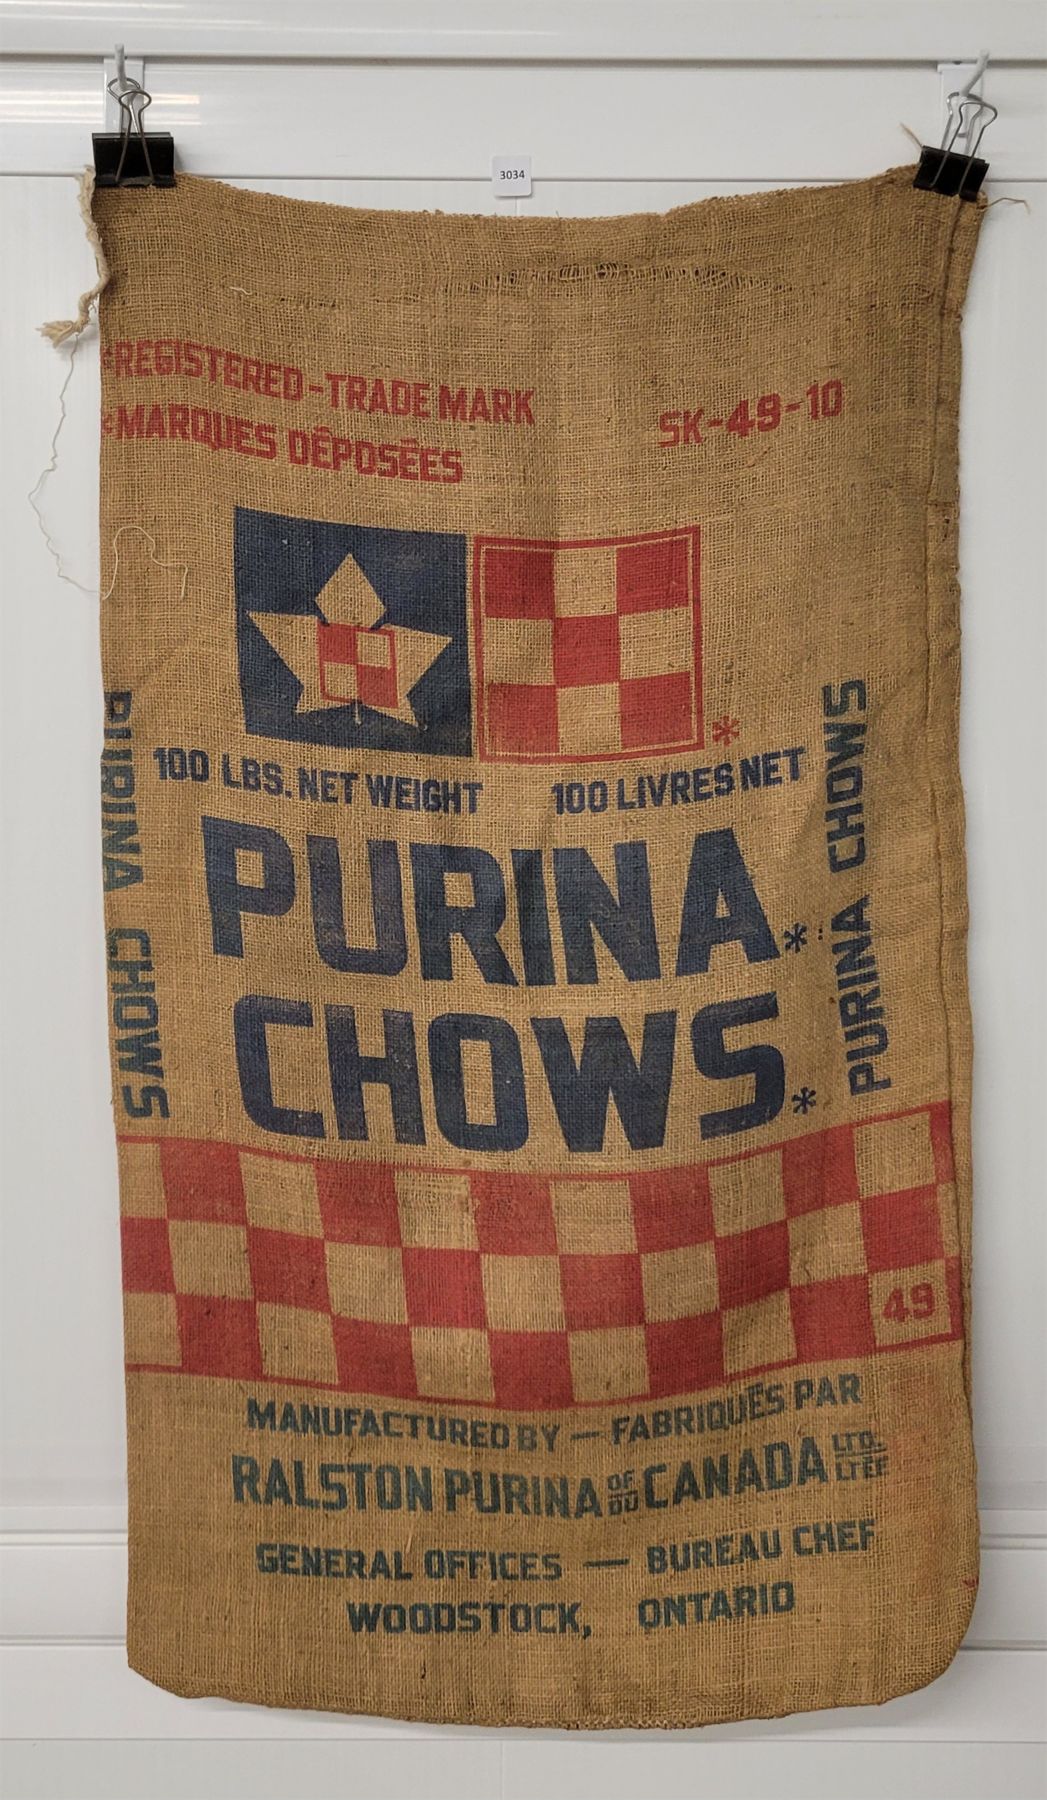 3034
*REGISTERED-TRADE MARK
*MARQUES DÉPOSÉES
SK-49-10
*
100 LBS. NET WEIGHT 100 LIVRES NET
PURINA*
CHOWS*
PURINA CHOWS
PURINA CHOWS
49
MANUFACTURED BY — FABRIQUÉS PAR
RALSTON PURINA OF DU CANADA LTD. LTÉE
GENERAL OFFICES — BUREAU CHEF
WOODSTOCK, ONTARIO